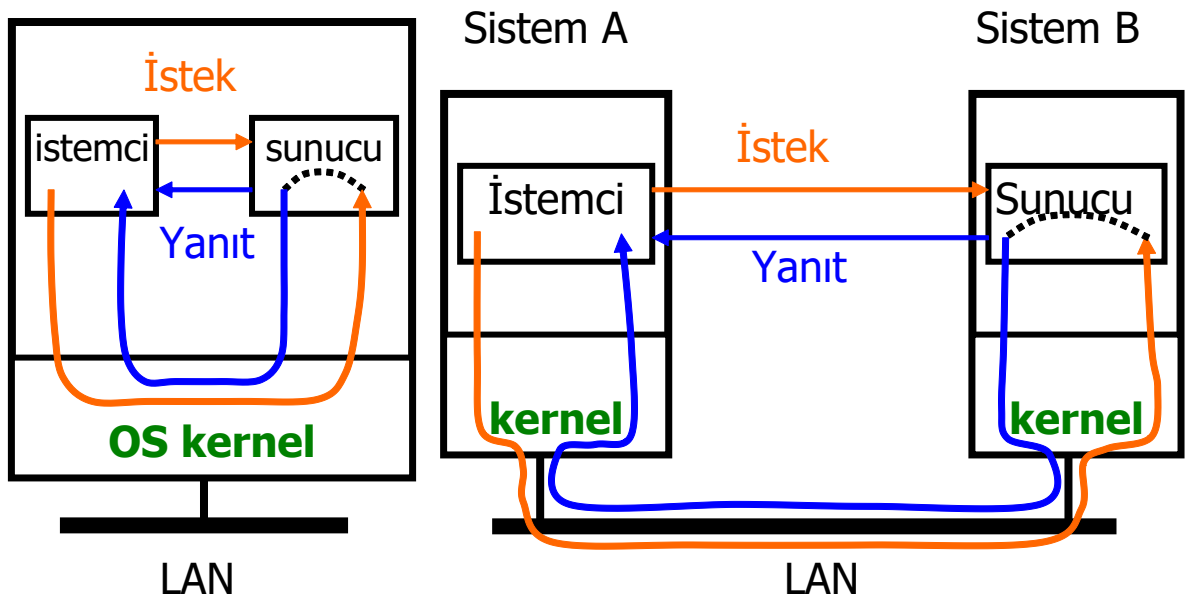 Sistem A
Sistem B
İstek
istemci
sunucu
Yanıt
OS kernel
LAN
İstek
İstemci
Sunucu
Yanıt
kernel
kernel
LAN